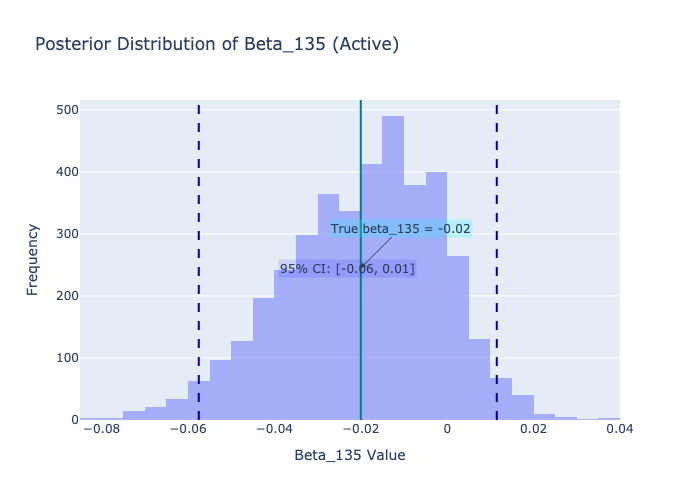 Posterior Distribution of Beta_135 (Active)
500
400
300
200
100
0
Frequency
True beta_135 = -0.02
95% CI: [-0.06, 0.01]
−0.08
−0.06
−0.04
−0.02
0
0.02
0.04
Beta_135 Value